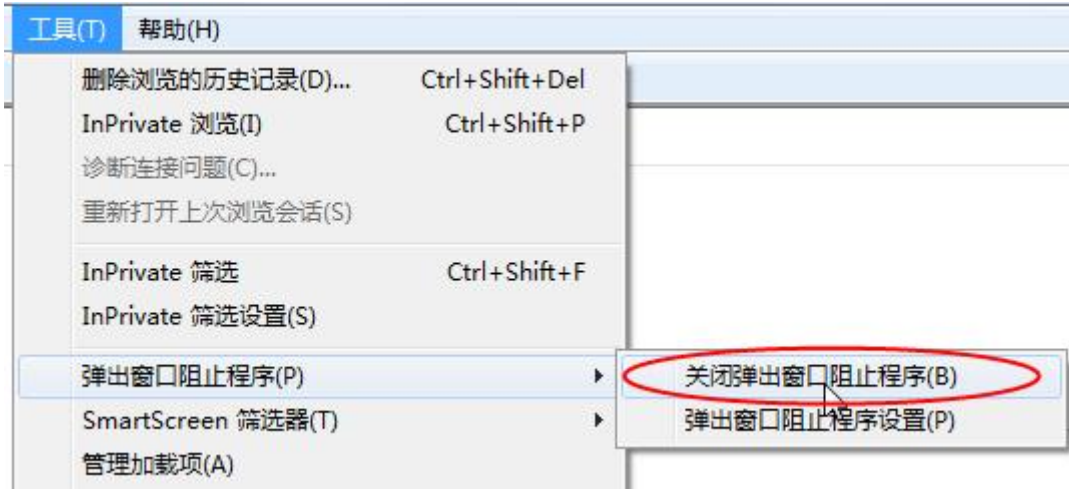 工具(T) 帮助(H)
删除浏览的历史记录(D)... Ctrl+Shift+Del
InPrivate 浏览(I) Ctrl+Shift+P
诊断连接问题(C)...
重新打开上次浏览会话(S)
InPrivate 筛选 Ctrl+Shift+F
InPrivate 筛选设置(S)
弹出窗口阻止程序(P)
关闭弹出窗口阻止程序(B)
SmartScreen 筛选器(T)
弹出窗口阻止程序设置(P)
管理加载项(A)